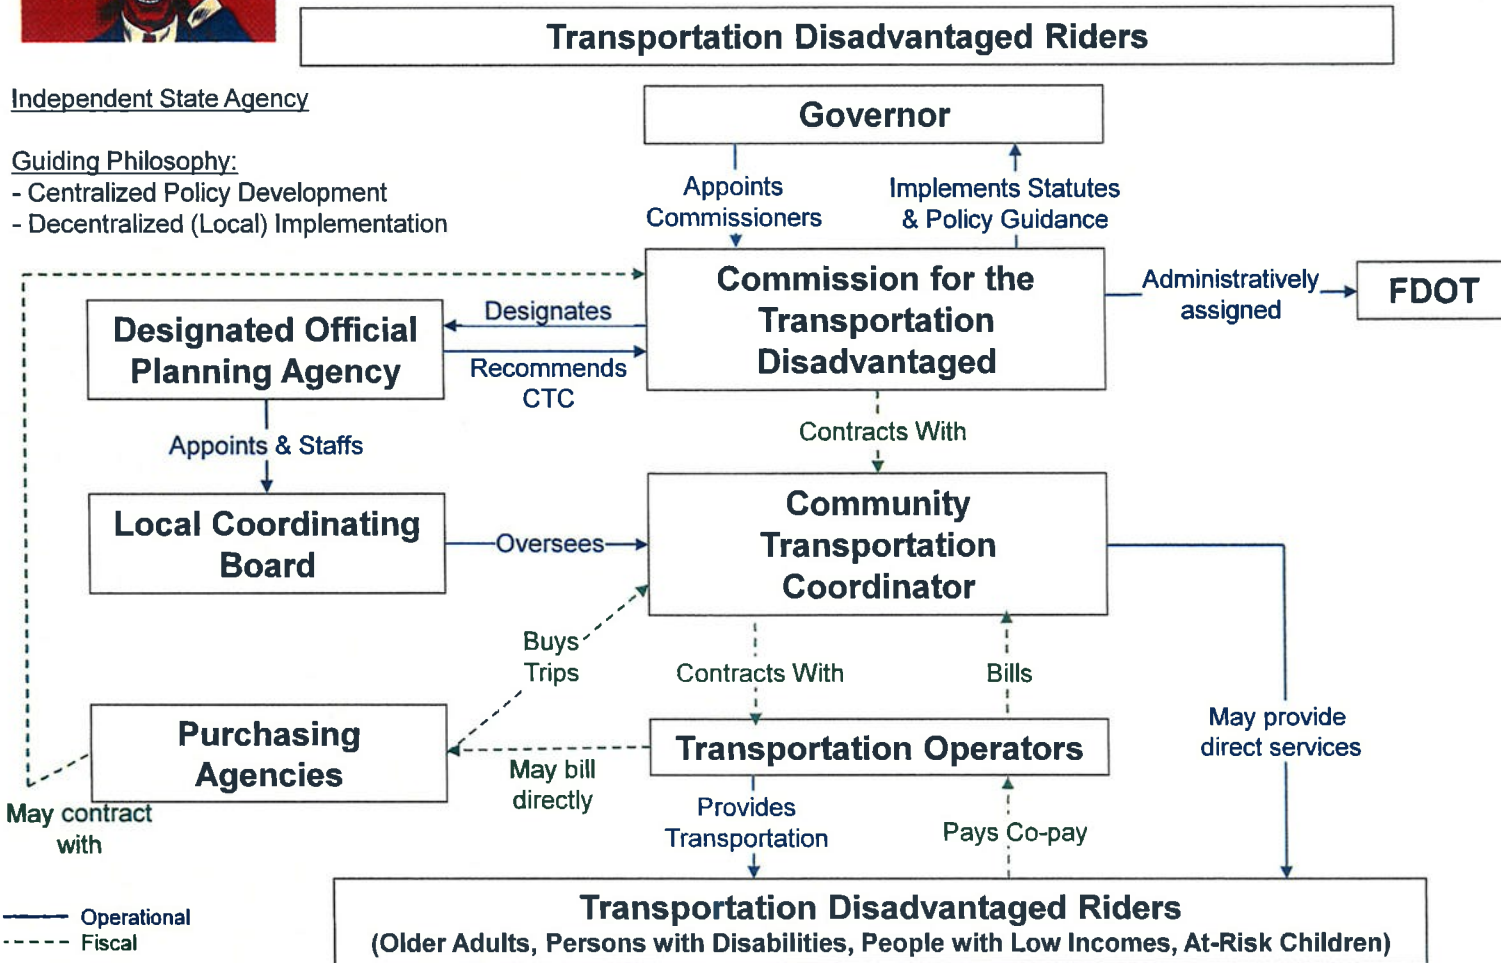 Transportation Disadvantaged Riders
Independent State Agency
Guiding Philosophy:
- Centralized Policy Development
- Decentralized (Local) Implementation
Governor
Appoints
Commissioners
Implements Statutes
& Policy Guidance
Commission for the
Transportation
Disadvantaged
Administratively
assigned
FDOT
Designated Official
Planning Agency
Designates
Recommends
CTC
Appoints & Staffs
Contracts With
Local Coordinating
Board
Oversees
Community
Transportation
Coordinator
Buys
Trips
Contracts With
Bills
May provide
direct services
Purchasing
Agencies
May bill
directly
Transportation Operators
May contract
with
Provides
Transportation
Pays Co-pay
Operational
Fiscal
Transportation Disadvantaged Riders
(Older Adults, Persons with Disabilities, People with Low Incomes, At-Risk Children)